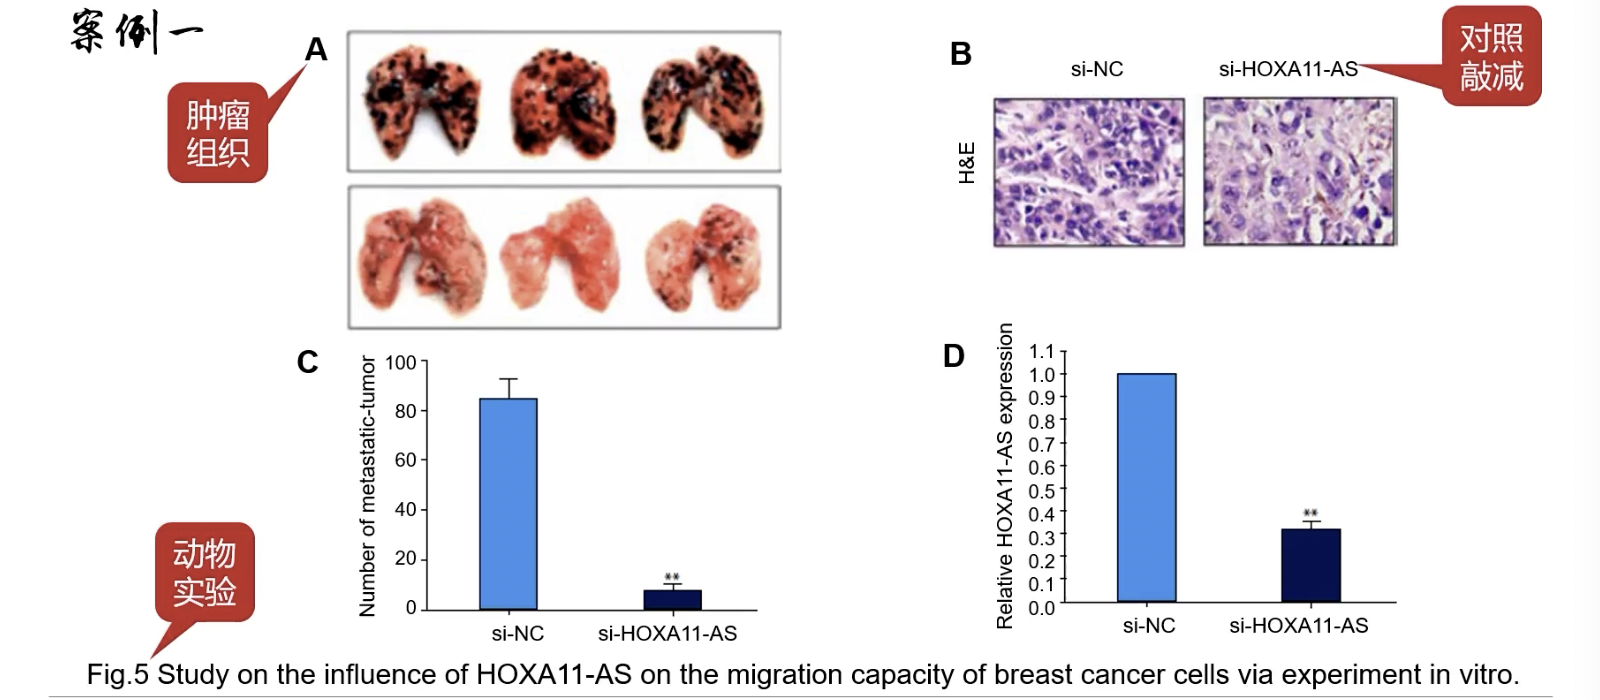 案例一
A
肿瘤
组织
B
si-NC
si-HOXA11-AS
对照
敲减
H&E
C
Number of metastatic-tumor
100
80
60
40
20
0
**
si-NC
si-HOXA11-AS
D
Relative HOXA11-AS expression
1.1
1.0
0.9
0.8
0.7
0.6
0.5
0.4
0.3
0.2
0.1
0.0
**
si-NC
si-HOXA11-AS
动物
实验
Fig.5 Study on the influence of HOXA11-AS on the migration capacity of breast cancer cells via experiment in vitro.